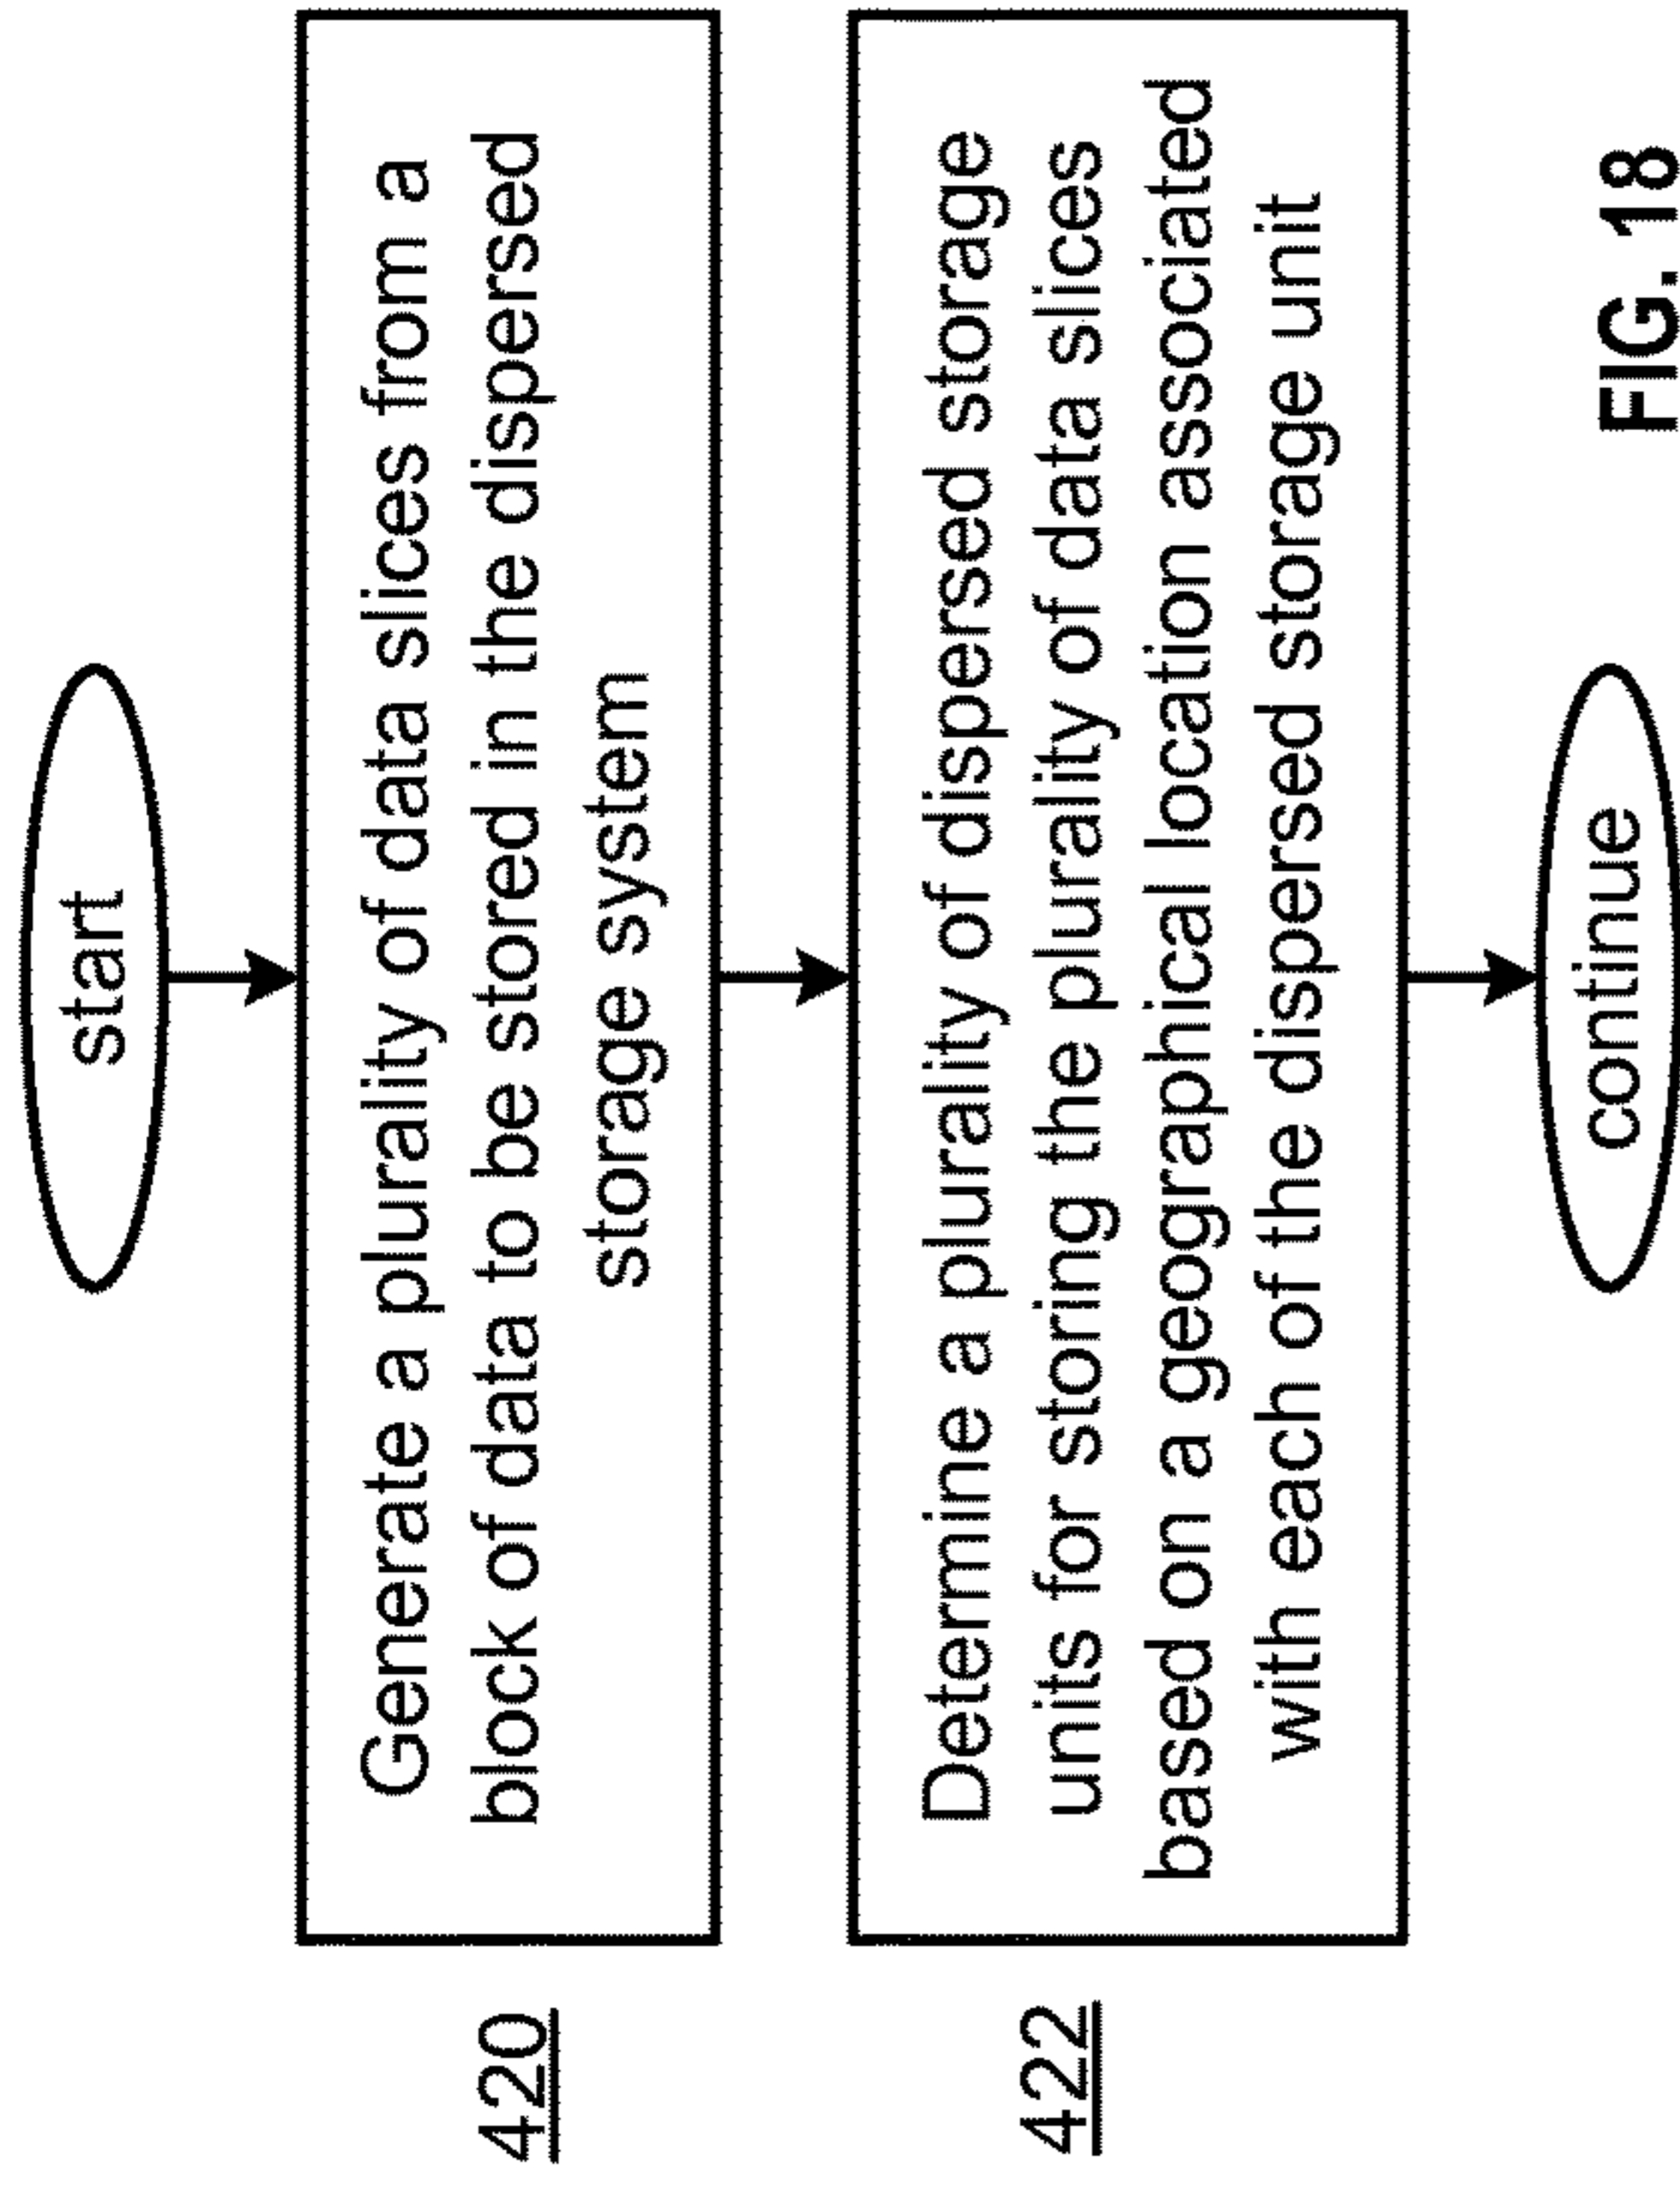 start
420
Generate a plurality of data slices from a
block of data to be stored in the dispersed
storage system
422
Determine a plurality of dispersed storage
units for storing the plurality of data slices
based on a geographical location associated
with each of the dispersed storage unit
continue
FIG. 18